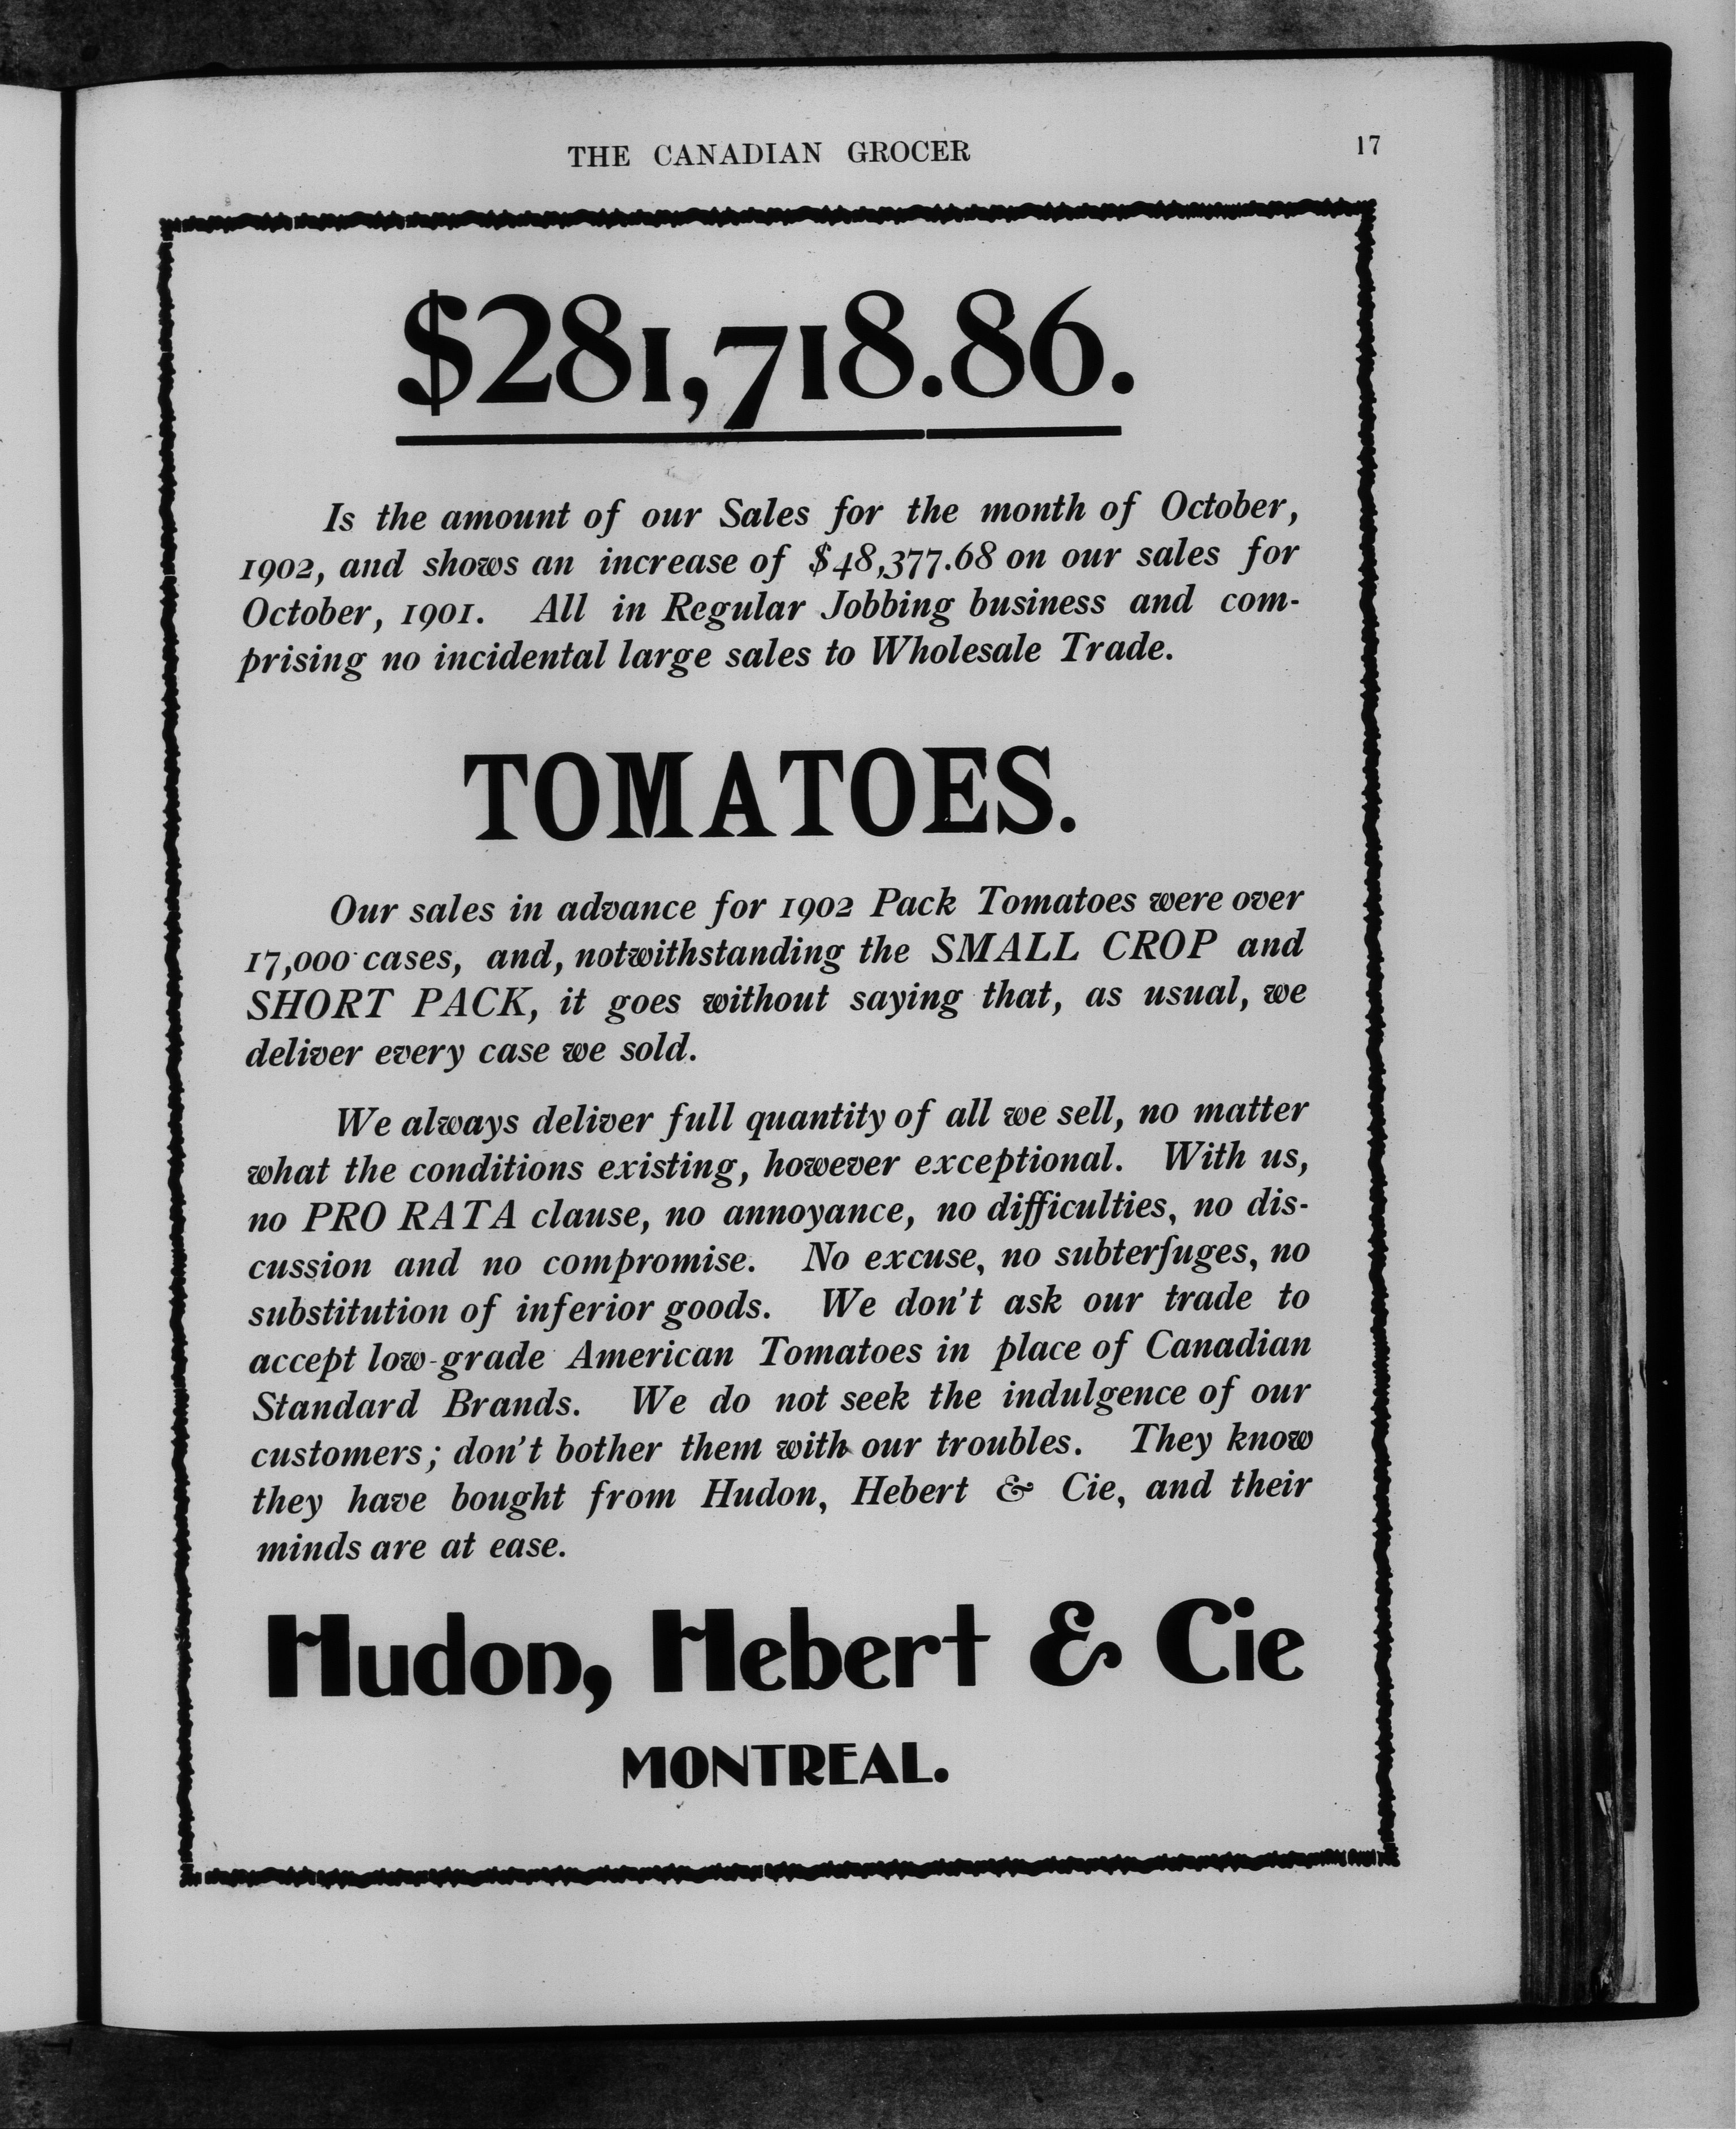 THE CANADIAN GROCER
17
$281,718.86.
Is the amount of our Sales for the month of October,
1902, and shows an increase of $48,377.68 on our sales for
October, 1901. All in Regular Jobbing business and com-
prising no incidental large sales to Wholesale Trade.
TOMATOES.
Our sales in advance for 1902 Pack Tomatoes were over
17,000 cases, and, notwithstanding the SMALL CROP and
SHORT PACK, it goes without saying that, as usual, we
deliver every case we sold.
We always deliver full quantity of all we sell, no matter
what the conditions existing, however exceptional. With us,
no PRO RATA clause, no annoyance, no difficulties, no dis-
cussion and no compromise. No excuse, no subterfuges, no
substitution of inferior goods. We don't ask our trade to
accept low-grade American Tomatoes in place of Canadian
Standard Brands. We do not seek the indulgence of our
customers; don't bother them with our troubles. They know
they have bought from Hudon, Hebert & Cie, and their
minds are at ease.
Hudon, Hebert & Cie
MONTREAL.